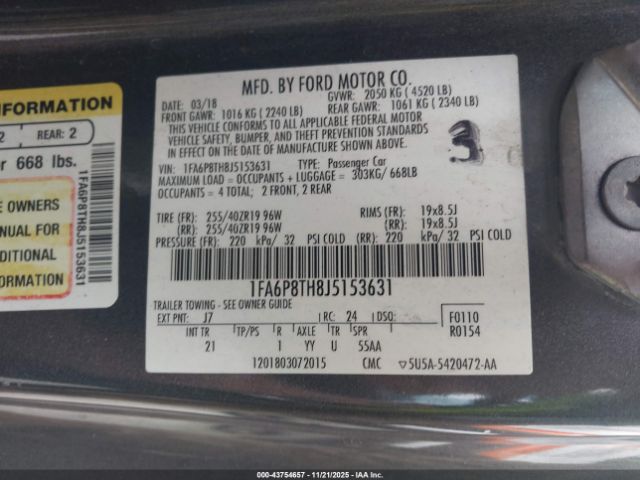 INFORMATION
2 REAR: 2
or 668 lbs.
E OWNERS
ANUAL FOR
DITIONAL
ORMATION
1FA6P8TH8J5153631
MFD. BY FORD MOTOR CO.
DATE: 03/18 GVWR: 2050 KG ( 4520 LB)
FRONT GAWR: 1016 KG ( 2240 LB) REAR GAWR: 1061 KG ( 2340 LB)
THIS VEHICLE CONFORMS TO ALL APPLICABLE FEDERAL MOTOR
VEHICLE SAFETY, BUMPER, AND THEFT PREVENTION STANDARDS
IN EFFECT ON THE DATE OF MANUFACTURE SHOWN ABOVE.
VIN: 1FA6P8TH8J5153631 TYPE: Passenger Car
MAXIMUM LOAD = OCCUPANTS + LUGGAGE = 303KG/ 668LB
OCCUPANTS = 4 TOTAL; 2 FRONT, 2 REAR
TIRE (FR): 255/40ZR19 96W RIMS (FR): 19x8.5J
(RR): 255/40ZR19 96W (RR): 19x8.5J
PRESSURE (FR): 220 kPa/ 32 PSI COLD (RR): 220 kPa/ 32 PSI COLD
1FA6P8TH8J5153631
TRAILER TOWING - SEE OWNER GUIDE
EXT PNT: J7 RC: 24 DSO: F0110
INT TR TP/PS R AXLE TR SPR R0154
21 I YY U 55AA
1201803072015 CMC ▽5U5A-5420472-AA
000-43754657 11/21/2025 IAA Inc.